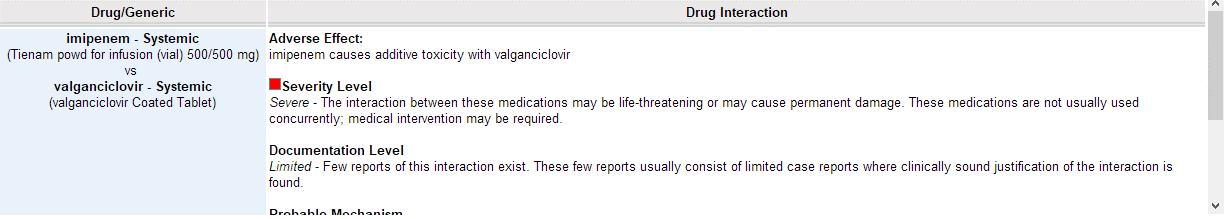 Drug/Generic
Drug Interaction
imipenem - Systemic
(Tienam powd for infusion (vial) 500/500 mg)
vs
valganciclovir - Systemic
(valganciclovir Coated Tablet)
Adverse Effect:
imipenem causes additive toxicity with valganciclovir
Severity Level
Severe - The interaction between these medications may be life-threatening or may cause permanent damage. These medications are not usually used
concurrently; medical intervention may be required.
Documentation Level
Limited - Few reports of this interaction exist. These few reports usually consist of limited case reports where clinically sound justification of the interaction is
found.
Probable Mechanism